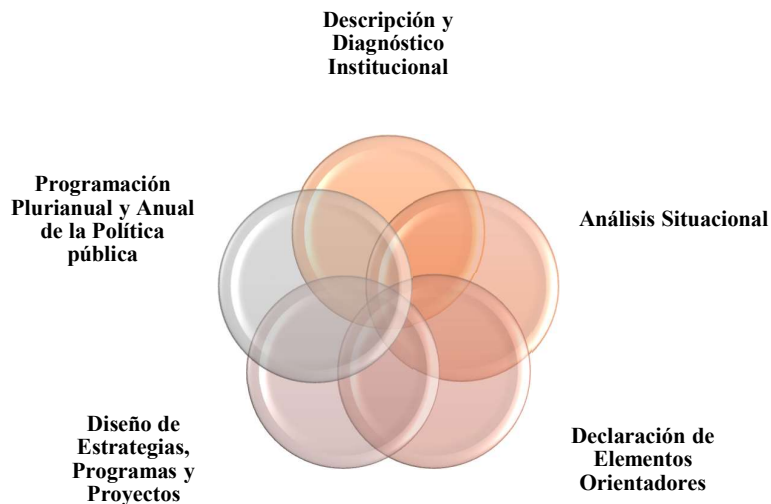 Descripción y
Diagnóstico
Institucional
Programación
Plurianual y Anual
de la Política
pública
Análisis Situacional
Diseño de
Estrategias,
Programas y
Proyectos
Declaración de
Elementos
Orientadores